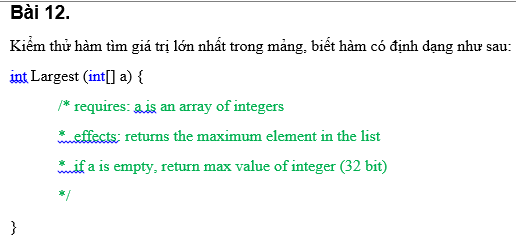 Bài 12.
Kiểm thử hàm tìm giá trị lớn nhất trong mảng, biết hàm có định dạng như sau:
int Largest (int[] a) {
/* requires: a is an array of integers
* effects: returns the maximum element in the list
* if a is empty, return max value of integer (32 bit)
*/
}